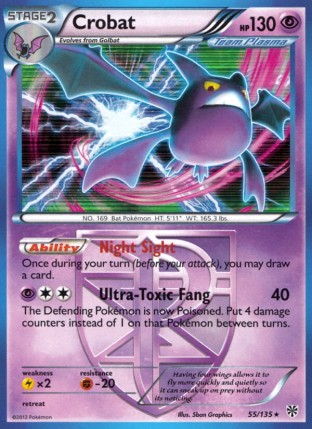 STAGE2
Crobat
HP130
Evolves from Golbat
Team Plasma
NO. 169 Bat Pokémon HT: 5'11" WT: 165.3 lbs.
Ability Night Sight
Once during your turn (before your attack), you may draw
a card.
Ultra-Toxic Fang 40
The Defending Pokémon is now Poisoned. Put 4 damage
counters instead of 1 on that Pokémon between turns.
weakness resistance
×2 -20
retreat
Having four wings allows it to
fly more quickly and quietly so
it can sneak up on prey without
its noticing.
©2012 Pokémon
Illus. 5ban Graphics
55/135